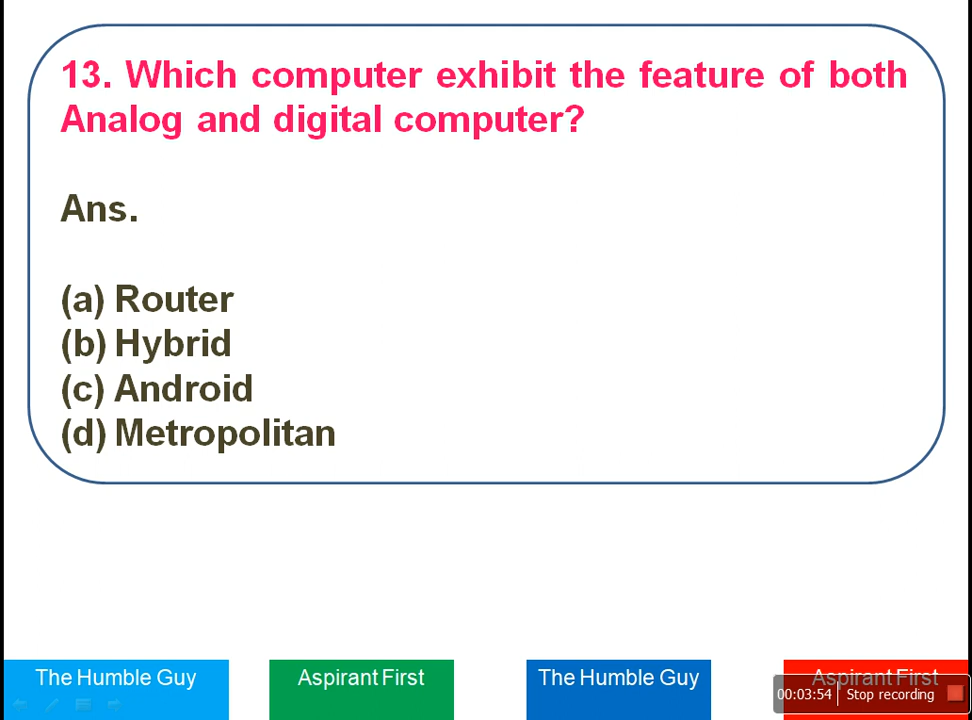 13. Which computer exhibit the feature of both
Analog and digital computer?
Ans.
(a) Router
(b) Hybrid
(c) Android
(d) Metropolitan
The Humble Guy
Aspirant First
The Humble Guy
Aspirant First
00:03:54 Stop recording